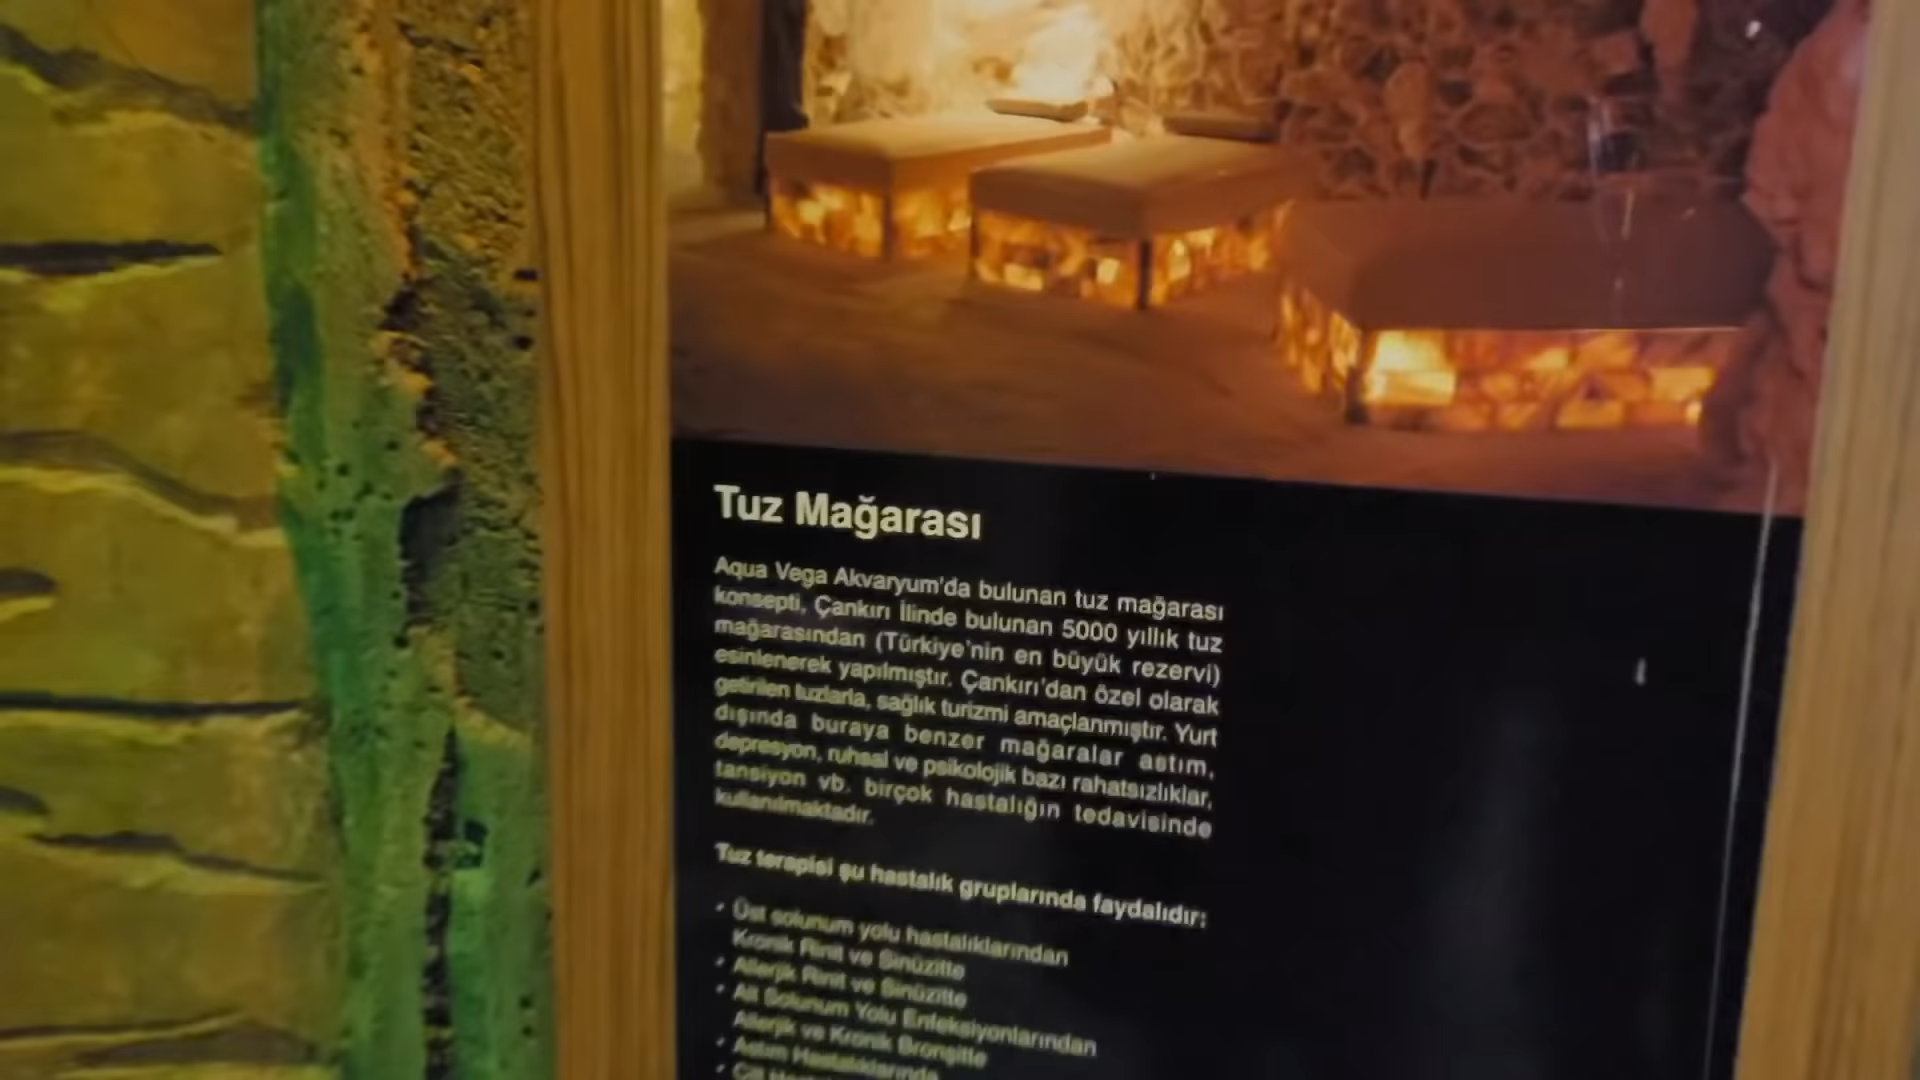 Tuz Mağarası
Aqua Vega Akvaryum'da bulunan tuz mağarası
konsepti, Çankırı İlinde bulunan 5000 yıllık tuz
mağarasından (Türkiye'nin en büyük rezervi)
esinlenerek yapılmıştır. Çankırı'dan özel olarak
getirilen tuzlarla, sağlık turizmi amaçlanmıştır. Yurt
dışında buraya benzer mağaralar astım,
depresyon, ruhsal ve psikolojik bazı rahatsızlıklar,
tansiyon vb. birçok hastalığın tedavisinde
kullanılmaktadır.
Tuz terapisi şu hastalık gruplarında faydalıdır:
• Üst solunum yolu hastalıklarından
Kronik Rinit ve Sinüzitte
• Allerjik Rinit ve Sinüzitte
• Alt Solunum Yolu Enfeksiyonlarından
Allerjik ve Kronik Bronşitte
• Astım Hastalıklarında